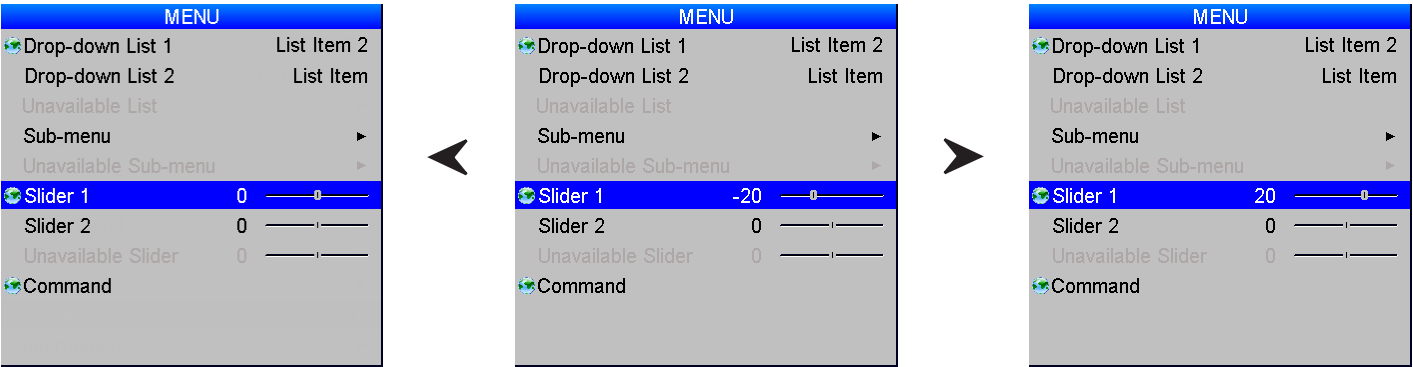 MENU
Drop-down List 1 List Item 2
Drop-down List 2 List Item
Unavailable List
Sub-menu
Unavailable Sub-menu
Slider 1 0
Slider 2 0
Unavailable Slider 0
Command
MENU
Drop-down List 1 List Item 2
Drop-down List 2 List Item
Unavailable List
Sub-menu
Unavailable Sub-menu
Slider 1 -20
Slider 2 0
Unavailable Slider 0
Command
MENU
Drop-down List 1 List Item 2
Drop-down List 2 List Item
Unavailable List
Sub-menu
Unavailable Sub-menu
Slider 1 20
Slider 2 0
Unavailable Slider 0
Command